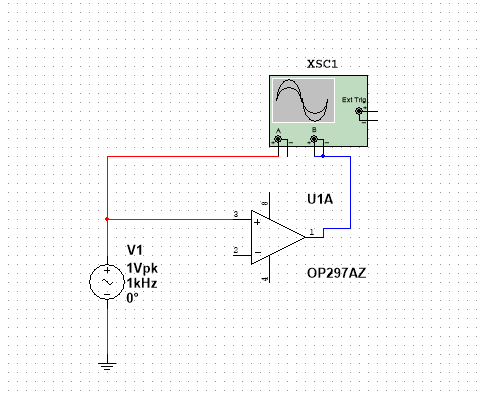 XSC1
Ext Trig
+
−
A
B
+ − + −
U1A
8
3
+
1
2
−
4
OP297AZ
V1
+
1Vpk
1kHz
−
0°